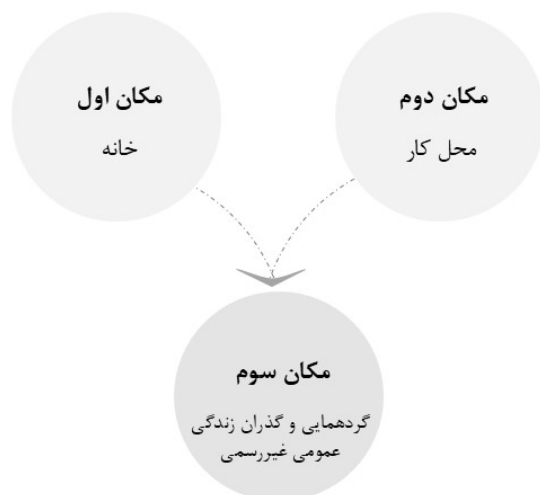 مکان دوم
محل کار
مکان اول
خانه
مکان سوم
گردهمایی و گذران زندگی
عمومی غیررسمی